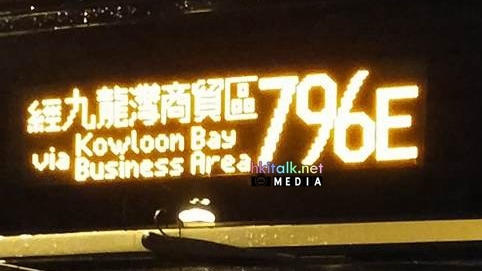 經九龍灣商貿區 796E
via Kowloon Bay
Business Area
hkitalk.net
MEDIA